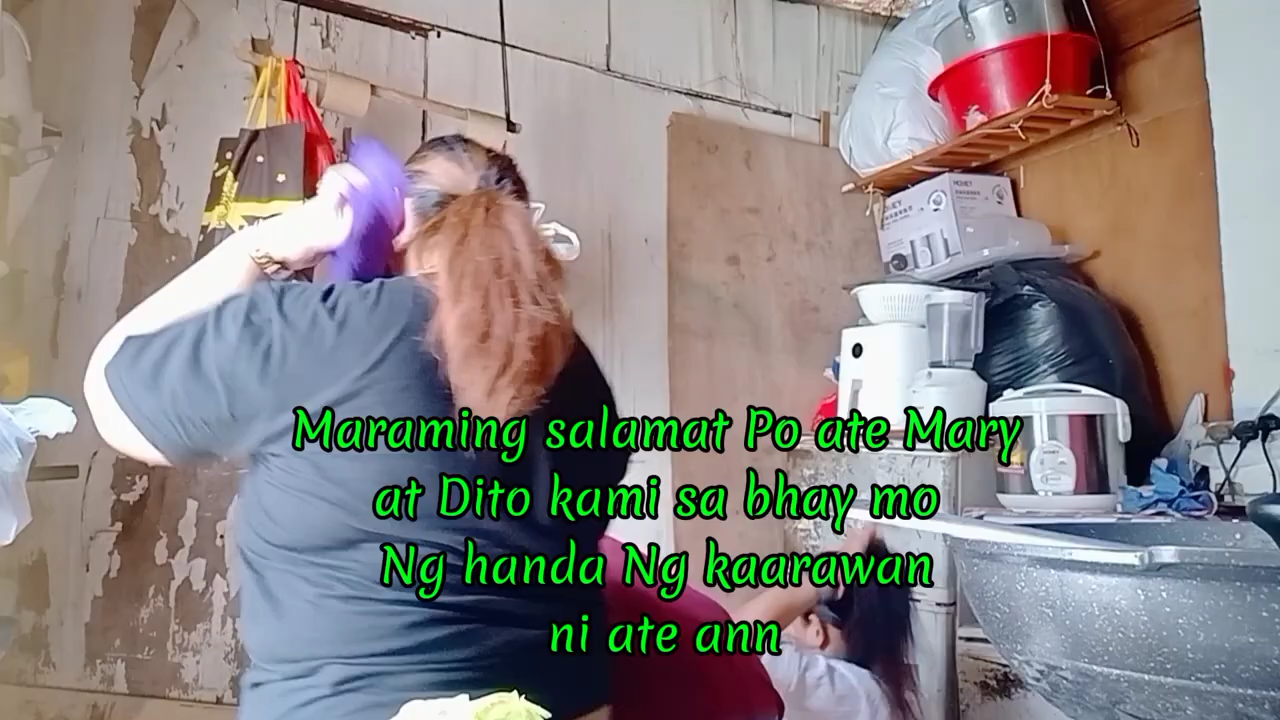 Maraming salamat Po ate Mary
at Dito kami sa bhay mo
Ng handa Ng kaarawan
ni ate ann